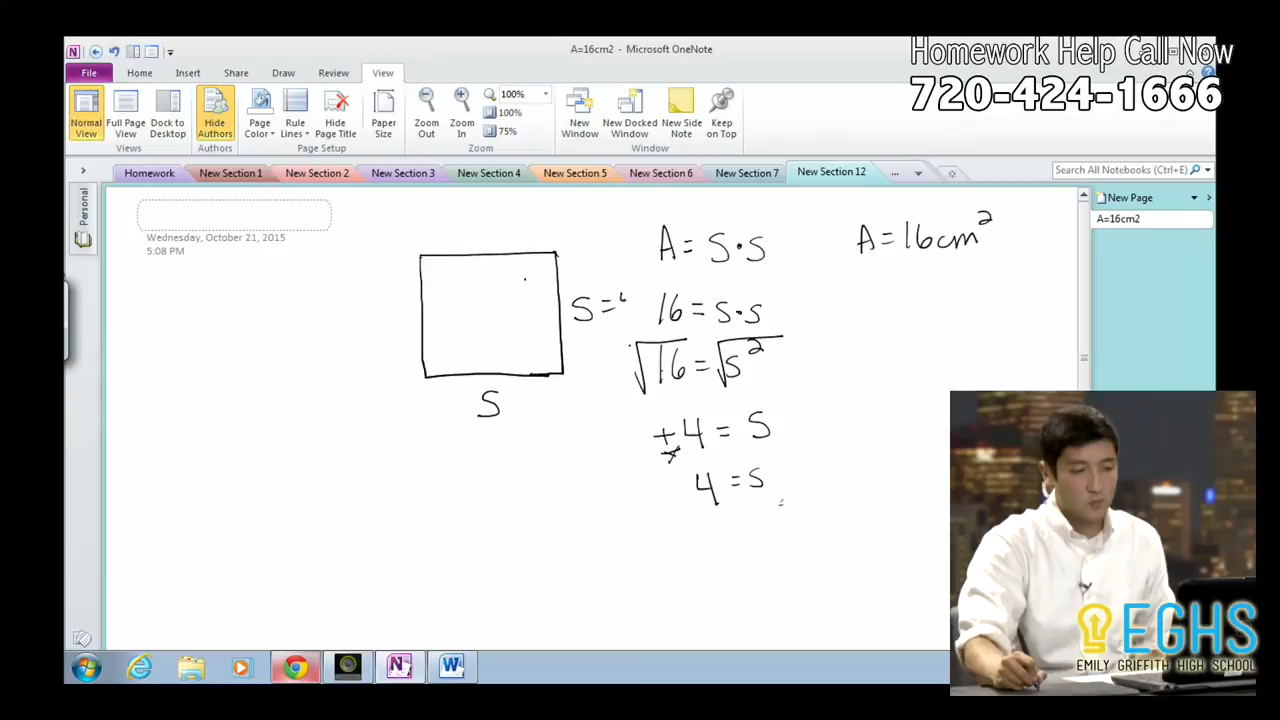 A=16cm2 - Microsoft OneNote
Homework Help Call-Now
720-424-1666
File Home Insert Share Draw Review View
Normal View
Full Page View
Dock to Desktop
Hide Authors
Page Color
Rule Lines
Hide Page Title
Paper Size
Zoom Out
Zoom In
100%
100%
75%
New Window
New Docked Window
New Side Note
Keep on Top
Views Authors Page Setup Zoom Window
Homework New Section 1 New Section 2 New Section 3 New Section 4 New Section 5 New Section 6 New Section 7 New Section 12 ...
Search All Notebooks (Ctrl+E)
Personal
New Page
A=16cm2
Wednesday, October 21, 2015
5:08 PM
A = S·S
A=16cm²
S =
16 = S·S
√16 = √S²
S
+4 = S
4 = S
EGHS
EMILY GRIFFITH HIGH SCHOOL